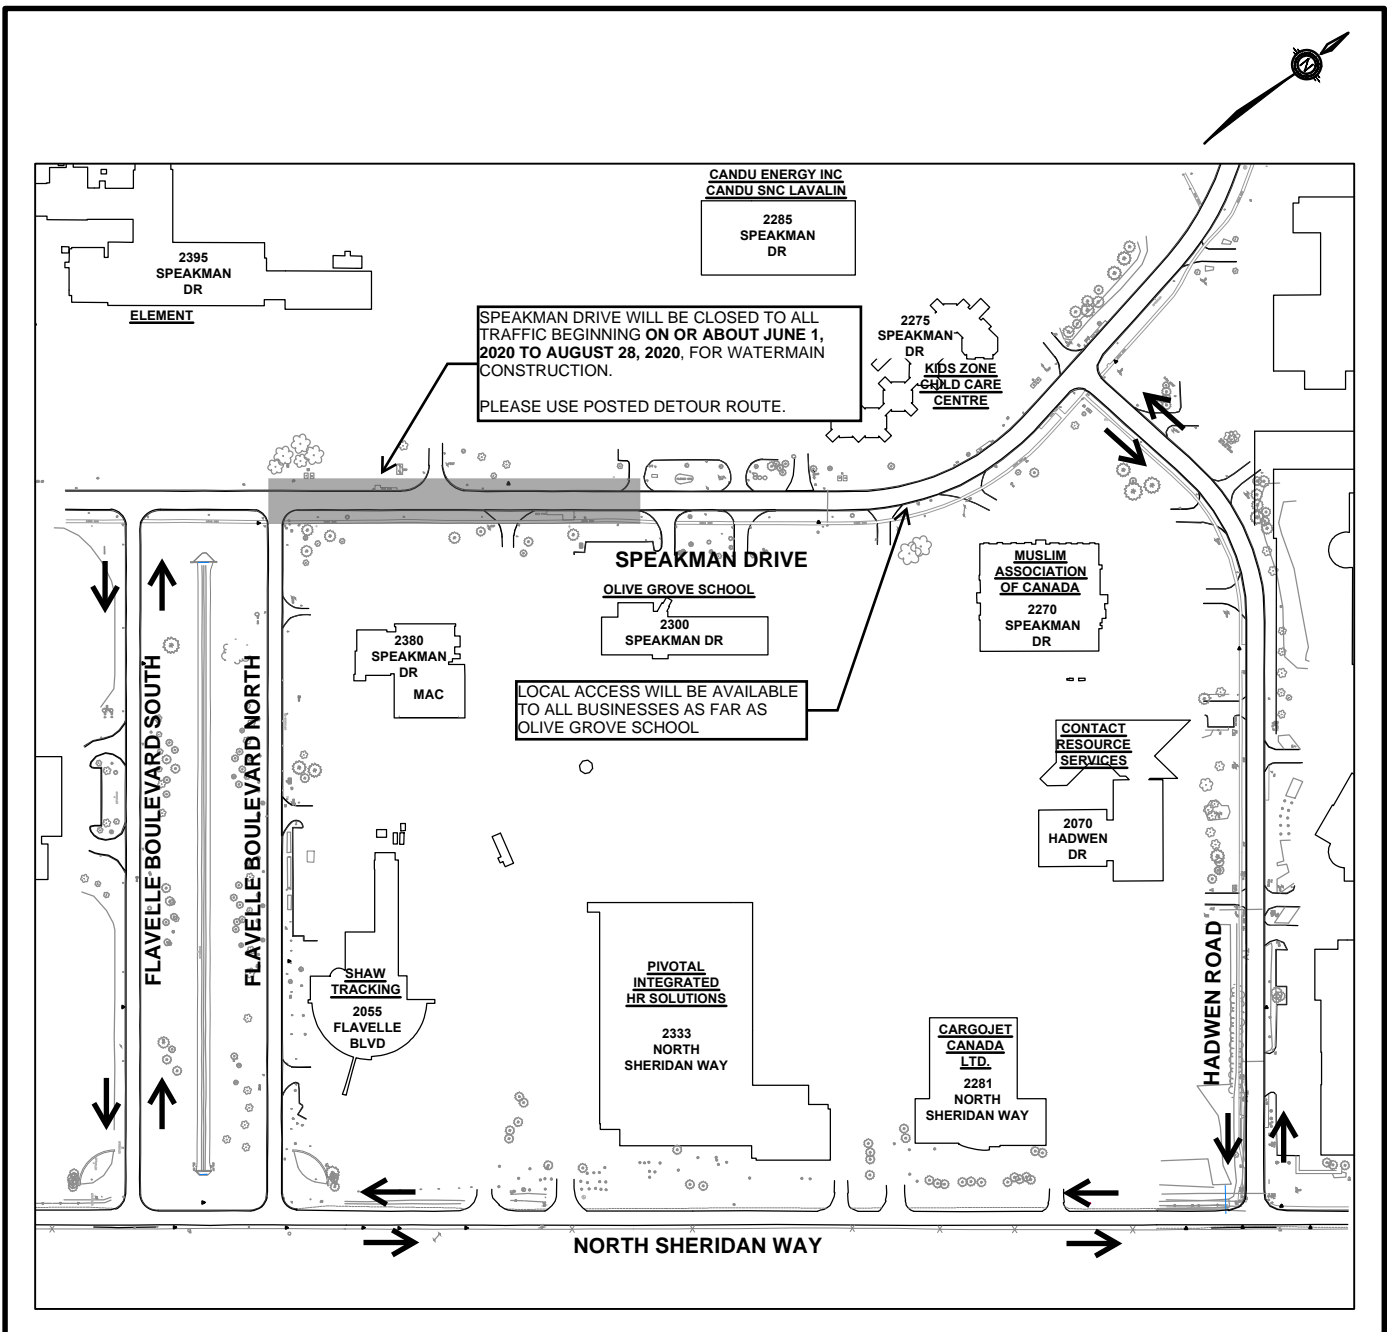 N
CANDU ENERGY INC
CANDU SNC LAVALIN
2285
SPEAKMAN
DR
2395
SPEAKMAN
DR
ELEMENT
SPEAKMAN DRIVE WILL BE CLOSED TO ALL
TRAFFIC BEGINNING ON OR ABOUT JUNE 1,
2020 TO AUGUST 28, 2020, FOR WATERMAIN
CONSTRUCTION.
PLEASE USE POSTED DETOUR ROUTE.
2275
SPEAKMAN
DR
KIDS ZONE
CHILD CARE
CENTRE
SPEAKMAN DRIVE
OLIVE GROVE SCHOOL
2300
SPEAKMAN DR
MUSLIM
ASSOCIATION
OF CANADA
2270
SPEAKMAN
DR
2380
SPEAKMAN
DR
MAC
LOCAL ACCESS WILL BE AVAILABLE
TO ALL BUSINESSES AS FAR AS
OLIVE GROVE SCHOOL
FLAVELLE BOULEVARD SOUTH
FLAVELLE BOULEVARD NORTH
CONTACT
RESOURCE
SERVICES
2070
HADWEN
DR
HADWEN ROAD
SHAW
TRACKING
2055
FLAVELLE
BLVD
PIVOTAL
INTEGRATED
HR SOLUTIONS
2333
NORTH
SHERIDAN WAY
CARGOJET
CANADA
LTD.
2281
NORTH
SHERIDAN WAY
NORTH SHERIDAN WAY